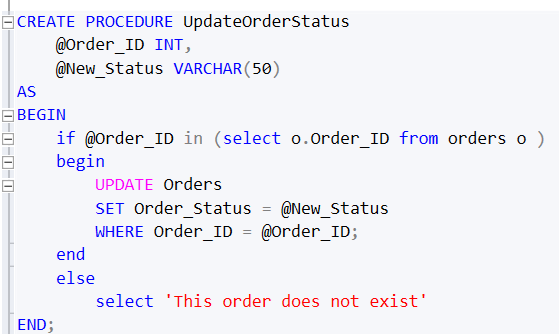 CREATE PROCEDURE UpdateOrderStatus
    @Order_ID INT,
    @New_Status VARCHAR(50)
AS
BEGIN
    if @Order_ID in (select o.Order_ID from orders o )
    begin
        UPDATE Orders
        SET Order_Status = @New_Status
        WHERE Order_ID = @Order_ID;
    end
    else
        select 'This order does not exist'
END;